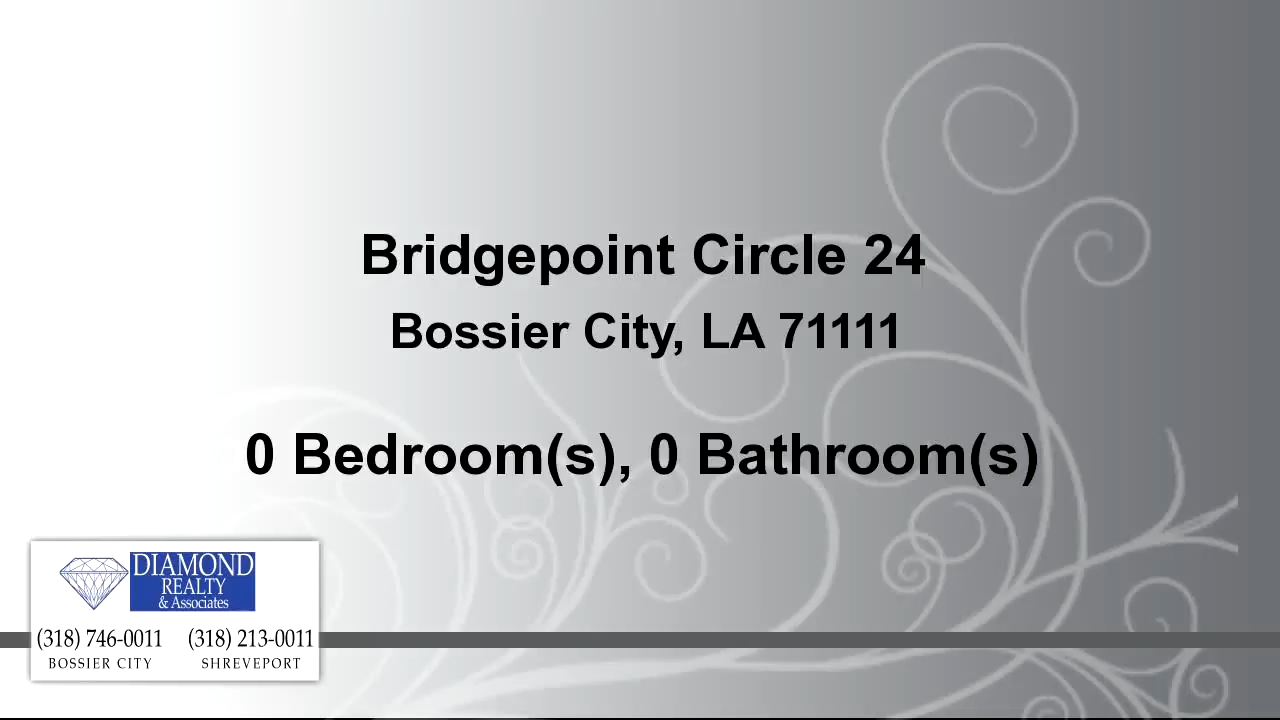 Bridgepoint Circle 24
Bossier City, LA 71111
0 Bedroom(s), 0 Bathroom(s)
DIAMOND
REALTY
& Associates
(318) 746-0011 (318) 213-0011
BOSSIER CITY SHREVEPORT